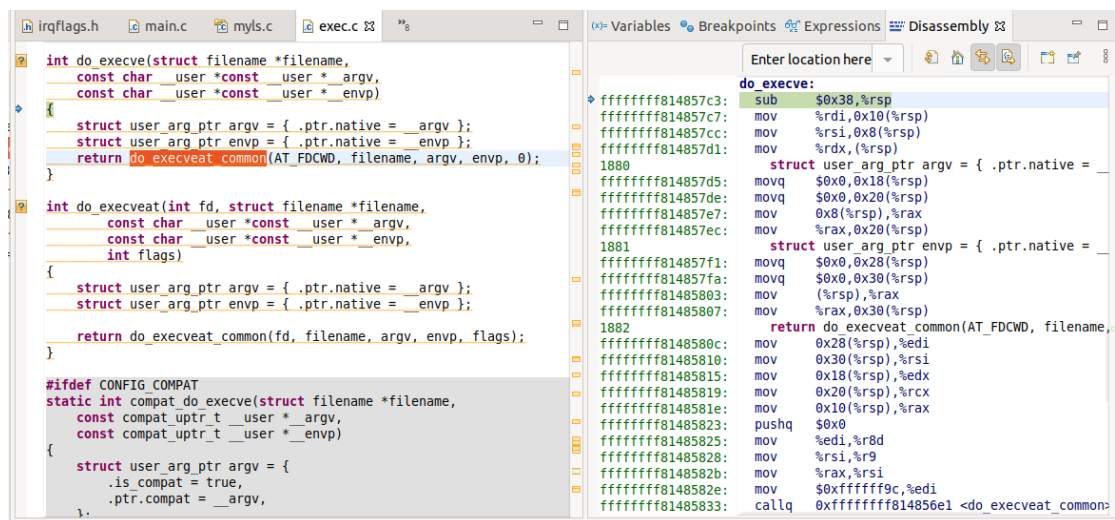 irqflags.h main.c myls.c exec.c »8
int do_execve(struct filename *filename,
const char __user *const __user *__argv,
const char __user *const __user *__envp)
{
struct user_arg_ptr argv = { .ptr.native = __argv };
struct user_arg_ptr envp = { .ptr.native = __envp };
return do_execveat_common(AT_FDCWD, filename, argv, envp, 0);
}
int do_execveat(int fd, struct filename *filename,
const char __user *const __user *__argv,
const char __user *const __user *__envp,
int flags)
{
struct user_arg_ptr argv = { .ptr.native = __argv };
struct user_arg_ptr envp = { .ptr.native = __envp };
return do_execveat_common(fd, filename, argv, envp, flags);
}
#ifdef CONFIG_COMPAT
static int compat_do_execve(struct filename *filename,
const compat_uptr_t __user *__argv,
const compat_uptr_t __user *__envp)
{
struct user_arg_ptr argv = {
.is_compat = true,
.ptr.compat = __argv,
};
(x)= Variables Breakpoints Expressions Disassembly
Enter location here
do_execve:
ffffffff814857c3: sub $0x38,%rsp
ffffffff814857c7: mov %rdi,0x10(%rsp)
ffffffff814857cc: mov %rsi,0x8(%rsp)
ffffffff814857d1: mov %rdx,(%rsp)
1880 struct user_arg_ptr argv = { .ptr.native = __
ffffffff814857d5: movq $0x0,0x18(%rsp)
ffffffff814857de: movq $0x0,0x20(%rsp)
ffffffff814857e7: mov 0x8(%rsp),%rax
ffffffff814857ec: mov %rax,0x20(%rsp)
1881 struct user_arg_ptr envp = { .ptr.native = __
ffffffff814857f1: movq $0x0,0x28(%rsp)
ffffffff814857fa: movq $0x0,0x30(%rsp)
ffffffff81485803: mov (%rsp),%rax
ffffffff81485807: mov %rax,0x30(%rsp)
1882 return do_execveat_common(AT_FDCWD, filename,
ffffffff8148580c: mov 0x28(%rsp),%edi
ffffffff81485810: mov 0x30(%rsp),%rsi
ffffffff81485815: mov 0x18(%rsp),%edx
ffffffff81485819: mov 0x20(%rsp),%rcx
ffffffff8148581e: mov 0x10(%rsp),%rax
ffffffff81485823: pushq $0x0
ffffffff81485825: mov %edi,%r8d
ffffffff81485828: mov %rsi,%r9
ffffffff8148582b: mov %rax,%rsi
ffffffff8148582e: mov $0xffffff9c,%edi
ffffffff81485833: callq 0xffffffff814856e1 <do_execveat_common>